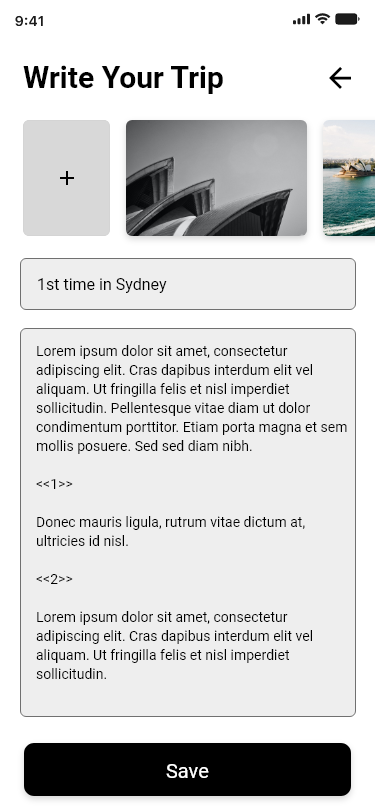 9:41
Write Your Trip
+
1st time in Sydney
Lorem ipsum dolor sit amet, consectetur
adipiscing elit. Cras dapibus interdum elit vel
aliquam. Ut fringilla felis et nisl imperdiet
sollicitudin. Pellentesque vitae diam ut dolor
condimentum porttitor. Etiam porta magna et sem
mollis posuere. Sed sed diam nibh.
<<1>>
Donec mauris ligula, rutrum vitae dictum at,
ultricies id nisl.
<<2>>
Lorem ipsum dolor sit amet, consectetur
adipiscing elit. Cras dapibus interdum elit vel
aliquam. Ut fringilla felis et nisl imperdiet
sollicitudin.
Save